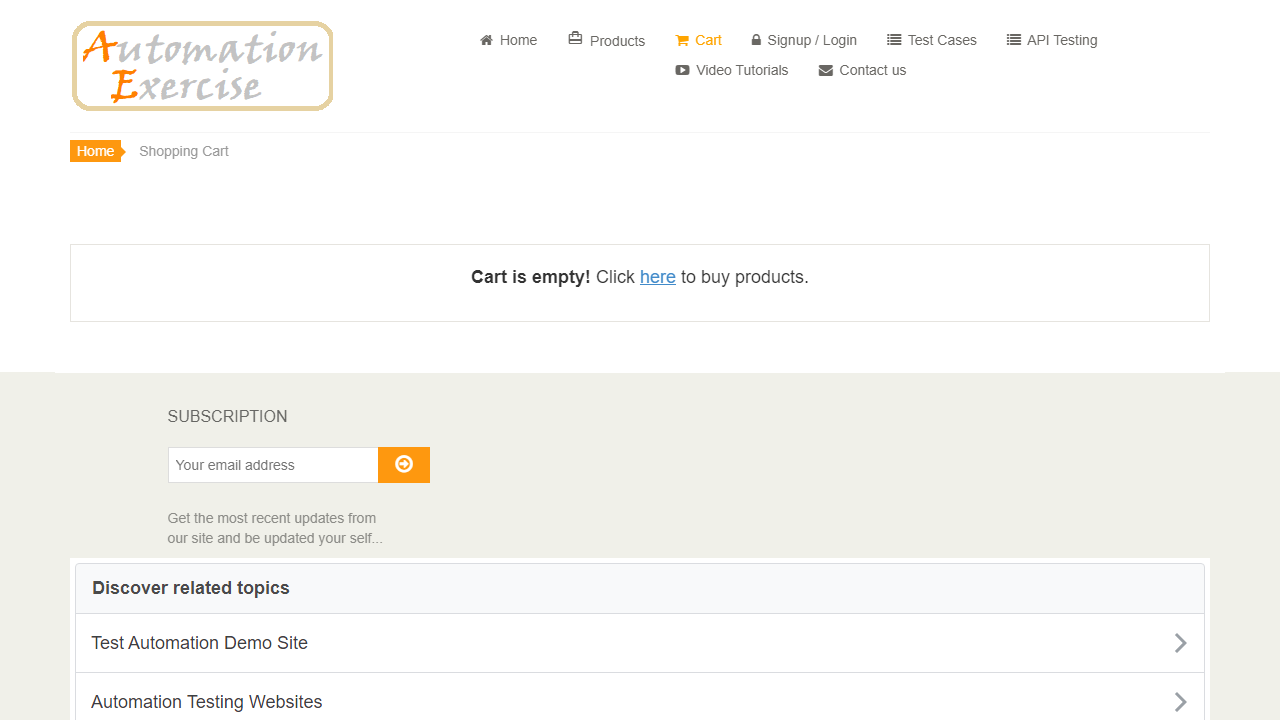 Automation
Exercise
Home
Products
Cart
Signup / Login
Test Cases
API Testing
Video Tutorials
Contact us
Home
Shopping Cart
Cart is empty! Click here to buy products.
SUBSCRIPTION
Your email address
Get the most recent updates from
our site and be updated your self...
Discover related topics
Test Automation Demo Site
Automation Testing Websites